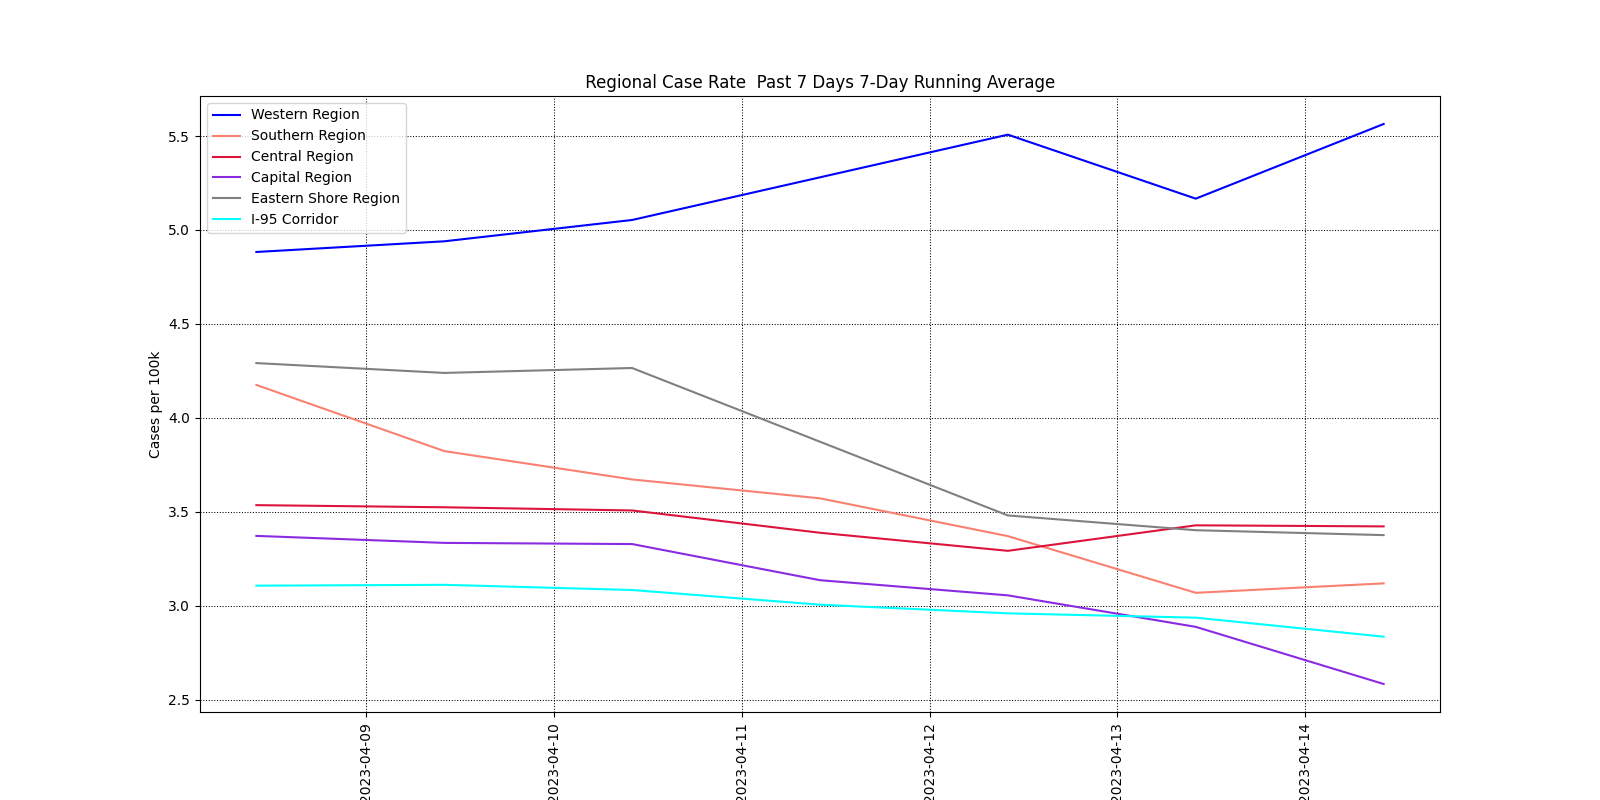 Regional Case Rate  Past 7 Days 7-Day Running Average
Western Region
Southern Region
Central Region
Capital Region
Eastern Shore Region
I-95 Corridor
Cases per 100k
5.5
5.0
4.5
4.0
3.5
3.0
2.5
2023-04-09
2023-04-10
2023-04-11
2023-04-12
2023-04-13
2023-04-14